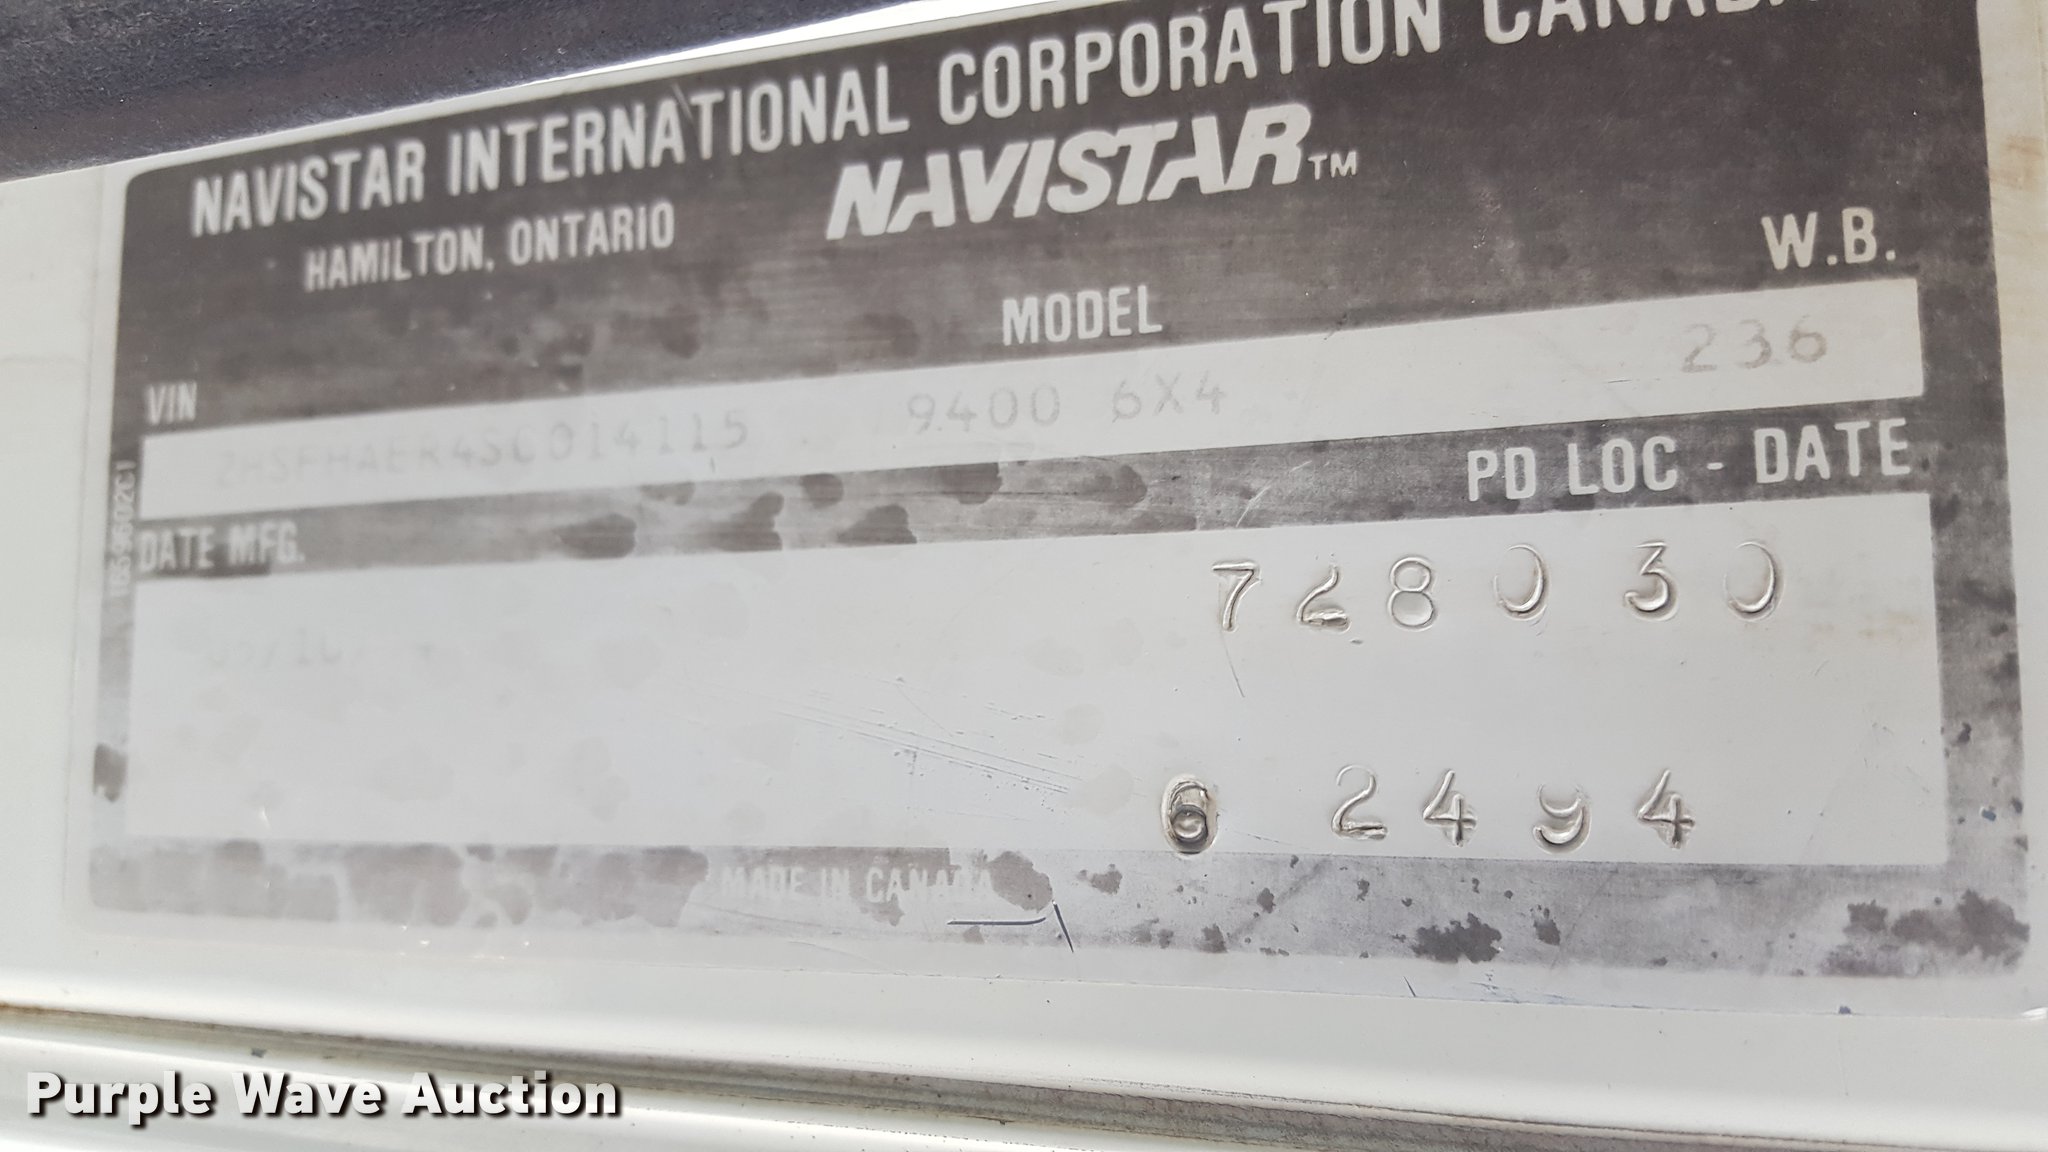 NAVISTAR INTERNATIONAL CORPORATION CANADA
HAMILTON, ONTARIO
NAVISTAR™
MODEL
W.B.
VIN
2HSFHAER4SC014115
9400 6X4
236
PD LOC - DATE
DATE MFG.
728030
6 2494
MADE IN CANADA
Purple Wave Auction